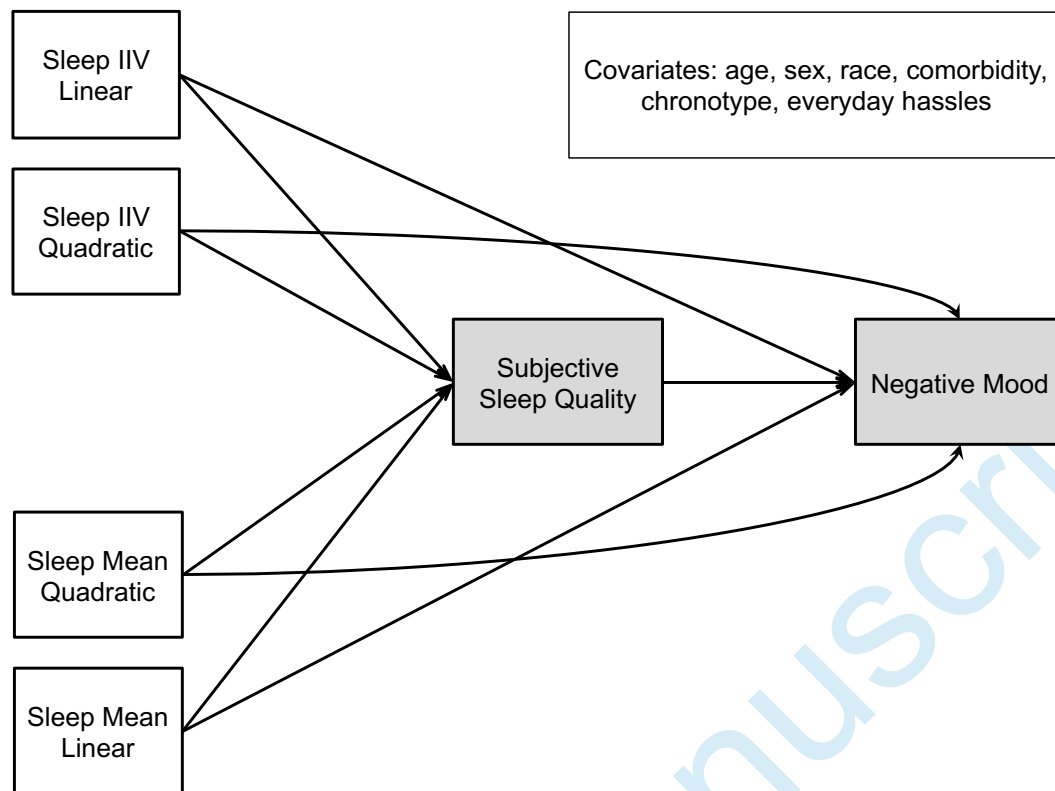 Sleep IIV
Linear
Covariates: age, sex, race, comorbidity,
chronotype, everyday hassles
Sleep IIV
Quadratic
Subjective
Sleep Quality
Negative Mood
Sleep Mean
Quadratic
Sleep Mean
Linear
nuscri